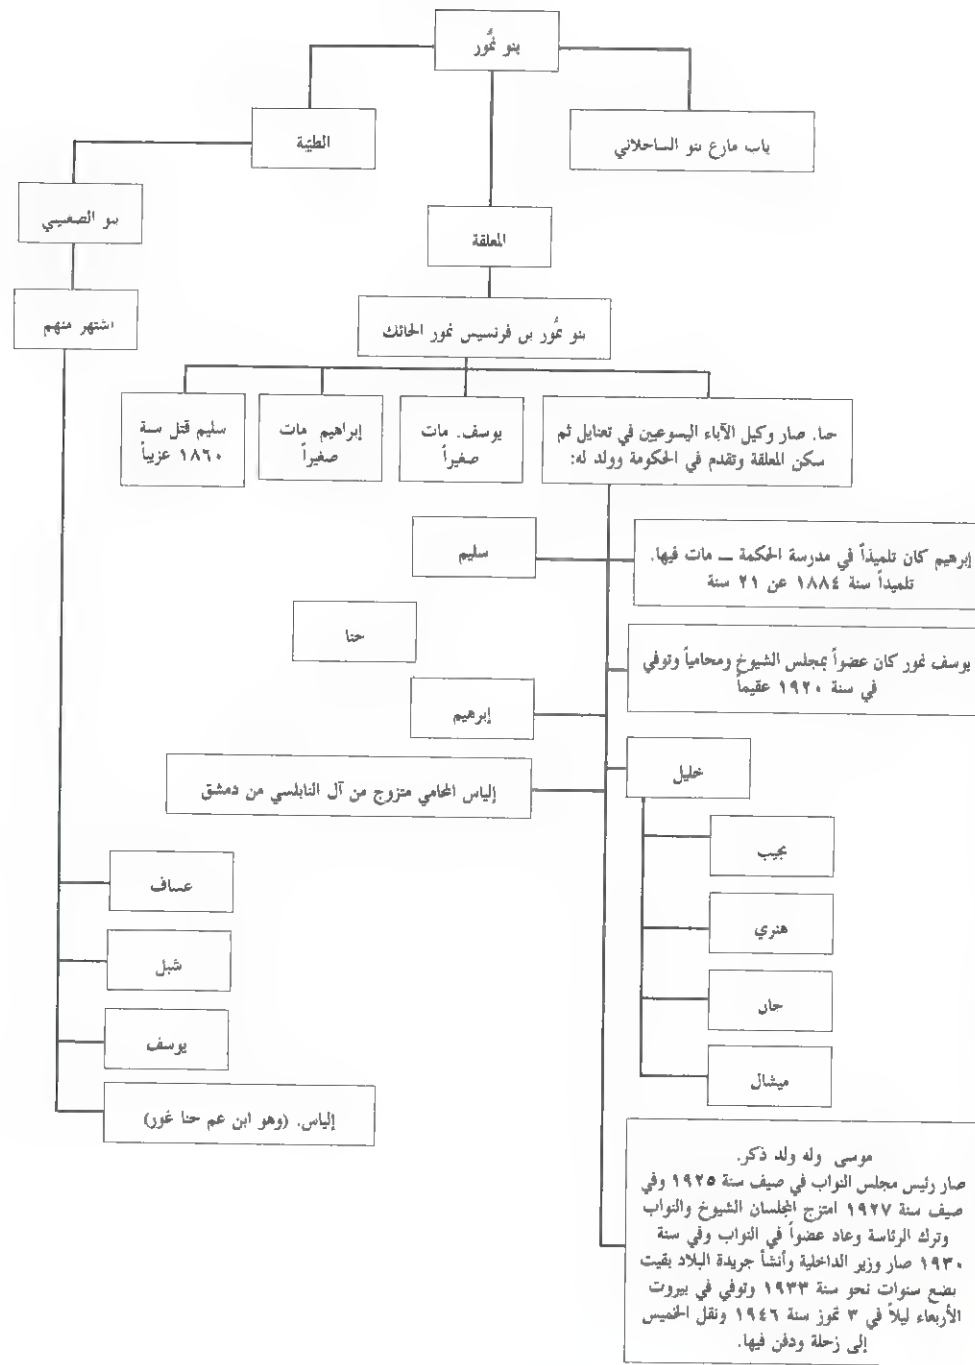 بنو نمُّور
باب مارع بنو الساحلاني
الطيبة
المعلقة
بنو الصغيبي
اشتهر منهم
بنو نمُّور بن فرنسيس نمور الحائك
حنا. صار وكيل الآباء اليسوعين في تعنايل ثم
سكن المعلقة وتقدم في الحكومة وولد له:
يوسف. مات
صغيراً
إبراهيم مات
صغيراً
سليم قتل سنة
١٨٦٠ عزيباً
إبرهيم كان تلميذاً في مدرسة الحكمة ــ مات فيها.
تلميذاً سنة ١٨٨٤ عن ٢١ سنة
سليم
حنا
يوسف نمور كان عضواً بمجلس الشيوخ ومحامياً وتوفي
في سنة ١٩٢٠ عقيماً
إبرهيم
خليل
إلياس المحامي متزوج من آل النابلسي من دمشق
نجيب
هنري
جان
ميشال
عساف
شبل
يوسف
إلياس. (وهو ابن عم حنا غور)
موسى وله ولد ذكر.
صار رئيس مجلس النواب في صيف سنة ١٩٢٥ وفي
صيف سنة ١٩٢٧ امتزج المجلسان الشيوخ والنواب
وترك الرئاسة وعاد عضواً في النواب وفي سنة
١٩٣٠ صار وزير الداخلية وأنشأ جريدة البلاد بقيت
بضع سنوات نحو سنة ١٩٣٣ وتوفي في بيروت
الأربعاء ليلاً في ٣ تموز سنة ١٩٤٦ ونقل الخميس
إلى زحلة ودفن فيها.